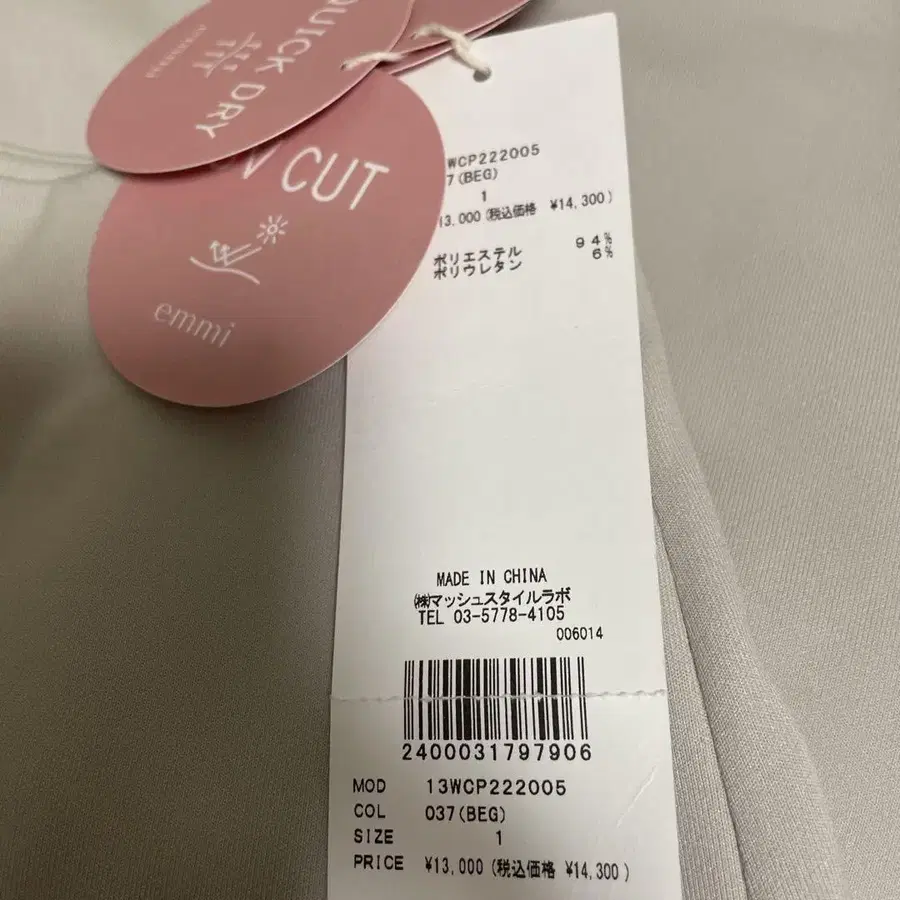 QUICK DRY
UV CUT
emmi
WCP222005
7(BEG)
1
13,000 (税込価格 ¥14,300)
ポリエステル 94%
ポリウレタン 6%
MADE IN CHINA
㈱マッシュスタイルラボ
TEL 03-5778-4105
006014
2400031797906
MOD 13WCP222005
COL 037(BEG)
SIZE 1
PRICE ¥13,000 (税込価格 ¥14,300)